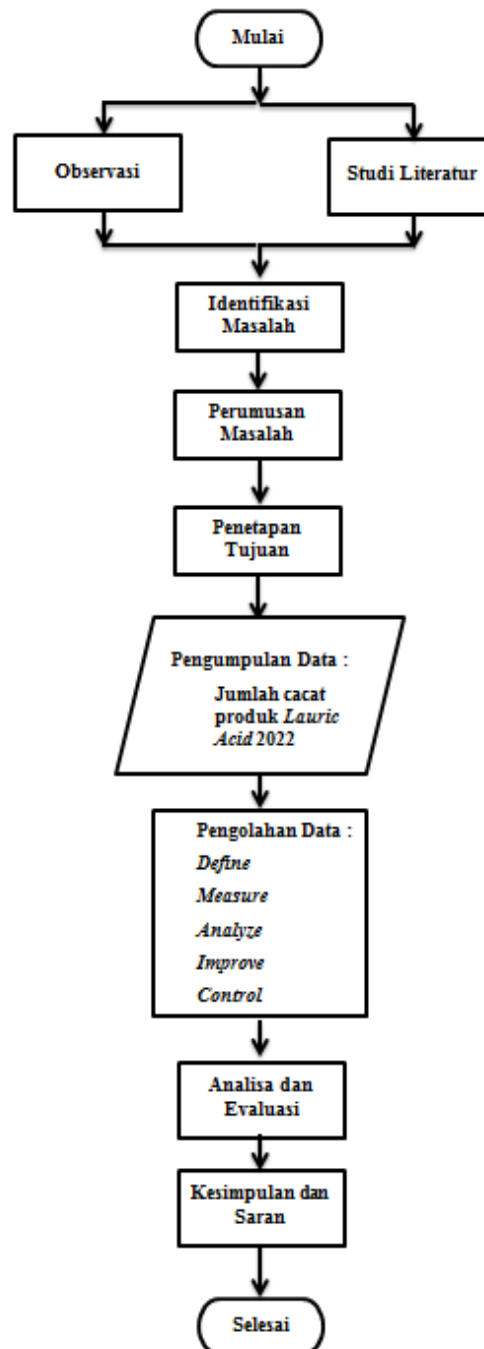 Mulai
Observasi
Studi Literatur
Identifikasi
Masalah
Perumusan
Masalah
Penetapan
Tujuan
Pengumpulan Data :
Jumlah cacat
produk Lauric
Acid 2022
Pengolahan Data :
Define
Measure
Analyze
Improve
Control
Analisa dan
Evaluasi
Kesimpulan dan
Saran
Selesai